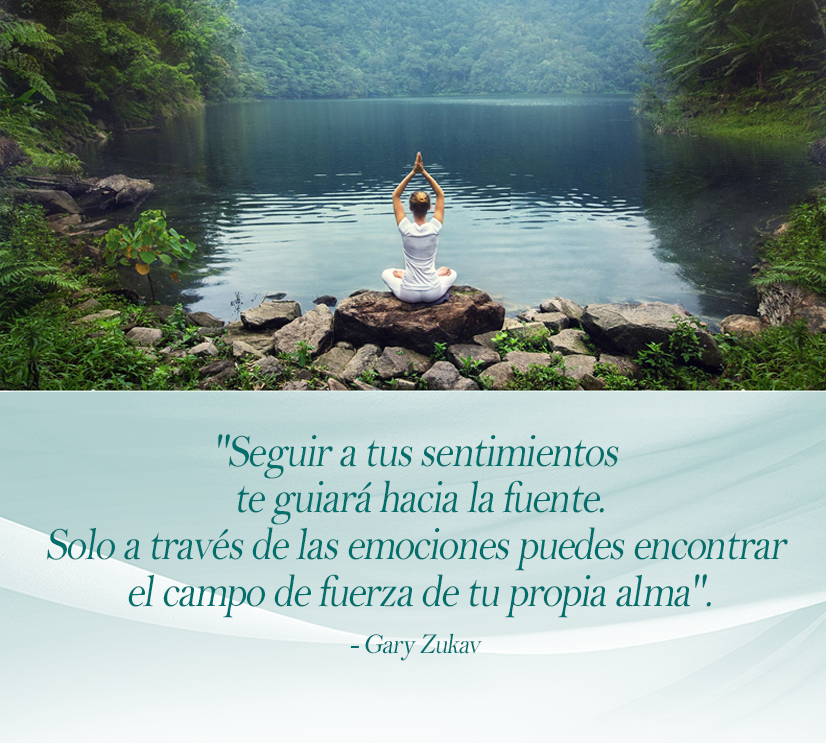 "Seguir a tus sentimientos
te guiará hacia la fuente.
Solo a través de las emociones puedes encontrar
el campo de fuerza de tu propia alma".
- Gary Zukav